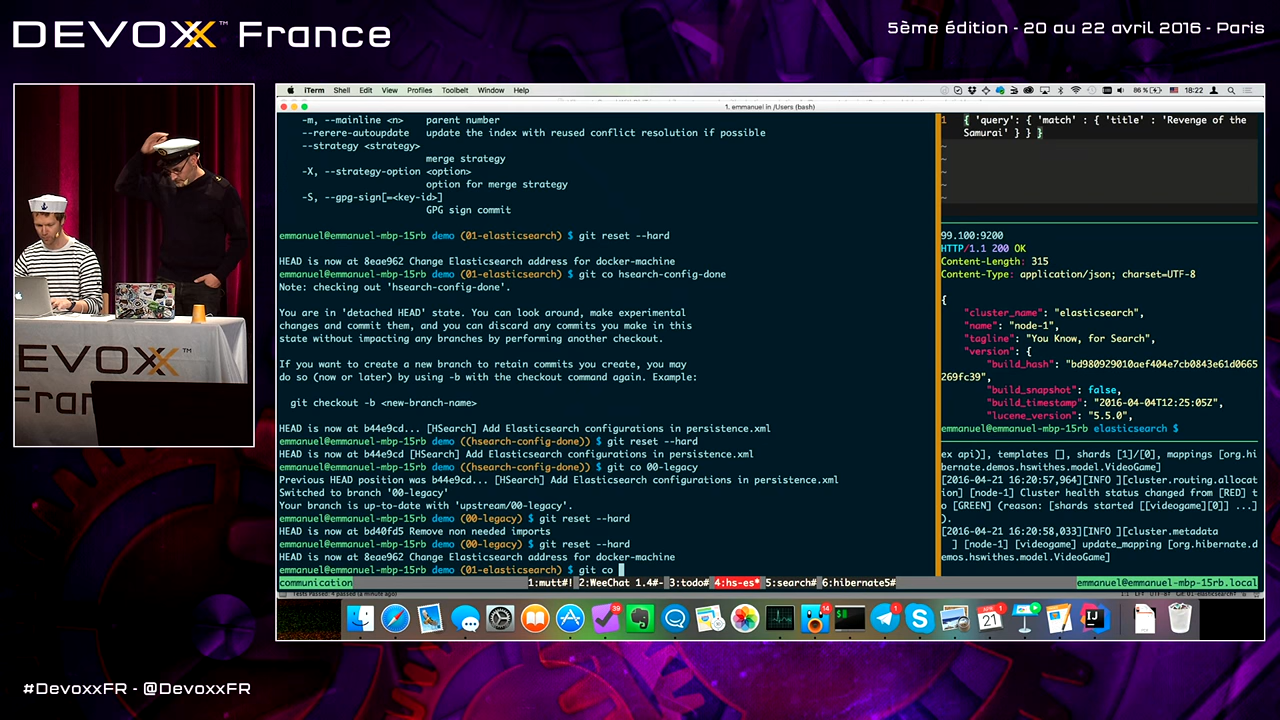 DEVOXX™ France
5ème édition - 20 au 22 avril 2016 - Paris
iTerm Shell Edit View Profiles Toolbelt Window Help
86 % 18:22
1. emmanuel in /Users (bash)
-m, --mainline <n> parent number
--rerere-autoupdate update the index with reused conflict resolution if possible
--strategy <strategy>
merge strategy
-X, --strategy-option <option>
option for merge strategy
-S, --gpg-sign[=<key-id>]
GPG sign commit
emmanuel@emmanuel-mbp-15rb demo (01-elasticsearch) $ git reset --hard
HEAD is now at 8eae962 Change Elasticsearch address for docker-machine
emmanuel@emmanuel-mbp-15rb demo (01-elasticsearch) $ git co hsearch-config-done
Note: checking out 'hsearch-config-done'.
You are in 'detached HEAD' state. You can look around, make experimental
changes and commit them, and you can discard any commits you make in this
state without impacting any branches by performing another checkout.
If you want to create a new branch to retain commits you create, you may
do so (now or later) by using -b with the checkout command again. Example:
git checkout -b <new-branch-name>
HEAD is now at b44e9cd... [HSearch] Add Elasticsearch configurations in persistence.xml
emmanuel@emmanuel-mbp-15rb demo ((hsearch-config-done)) $ git reset --hard
HEAD is now at b44e9cd [HSearch] Add Elasticsearch configurations in persistence.xml
emmanuel@emmanuel-mbp-15rb demo ((hsearch-config-done)) $ git co 00-legacy
Previous HEAD position was b44e9cd... [HSearch] Add Elasticsearch configurations in persistence.xml
Switched to branch '00-legacy'
Your branch is up-to-date with 'upstream/00-legacy'.
emmanuel@emmanuel-mbp-15rb demo (00-legacy) $ git reset --hard
HEAD is now at bd40fd5 Remove non needed imports
emmanuel@emmanuel-mbp-15rb demo (00-legacy) $ git reset --hard
HEAD is now at 8eae962 Change Elasticsearch address for docker-machine
emmanuel@emmanuel-mbp-15rb demo (01-elasticsearch) $ git co
1 { 'query': { 'match' : { 'title' : 'Revenge of the
Samurai' } } }
~
~
~
~
~
99.100:9200
HTTP/1.1 200 OK
Content-Length: 315
Content-Type: application/json; charset=UTF-8
{
"cluster_name": "elasticsearch",
"name": "node-1",
"tagline": "You Know, for Search",
"version": {
"build_hash": "bd980929010aef404e7cb0843e61d0665
269fc39",
"build_snapshot": false,
"build_timestamp": "2016-04-04T12:25:05Z",
"lucene_version": "5.5.0",
emmanuel@emmanuel-mbp-15rb elasticsearch $
ex api)], templates [], shards [1]/[0], mappings [org.hi
bernate.demos.hswithes.model.VideoGame]
[2016-04-21 16:20:57,964][INFO ][cluster.routing.allocat
ion] [node-1] Cluster health status changed from [RED] t
o [GREEN] (reason: [shards started [[videogame][0]] ...]
).
[2016-04-21 16:20:58,033][INFO ][cluster.metadata
] [node-1] [videogame] update_mapping [org.hibernate.d
emos.hswithes.model.VideoGame]
communication 1:mutt#! 2:WeeChat 1.4#- 3:todo# 4:hs-es* 5:search# 6:hibernate5# emmanuel@emmanuel-mbp-15rb.local
39
14
1
1
APR
21
IJ
DEVOXX™
Fran
#DevoxxFR - @DevoxxFR